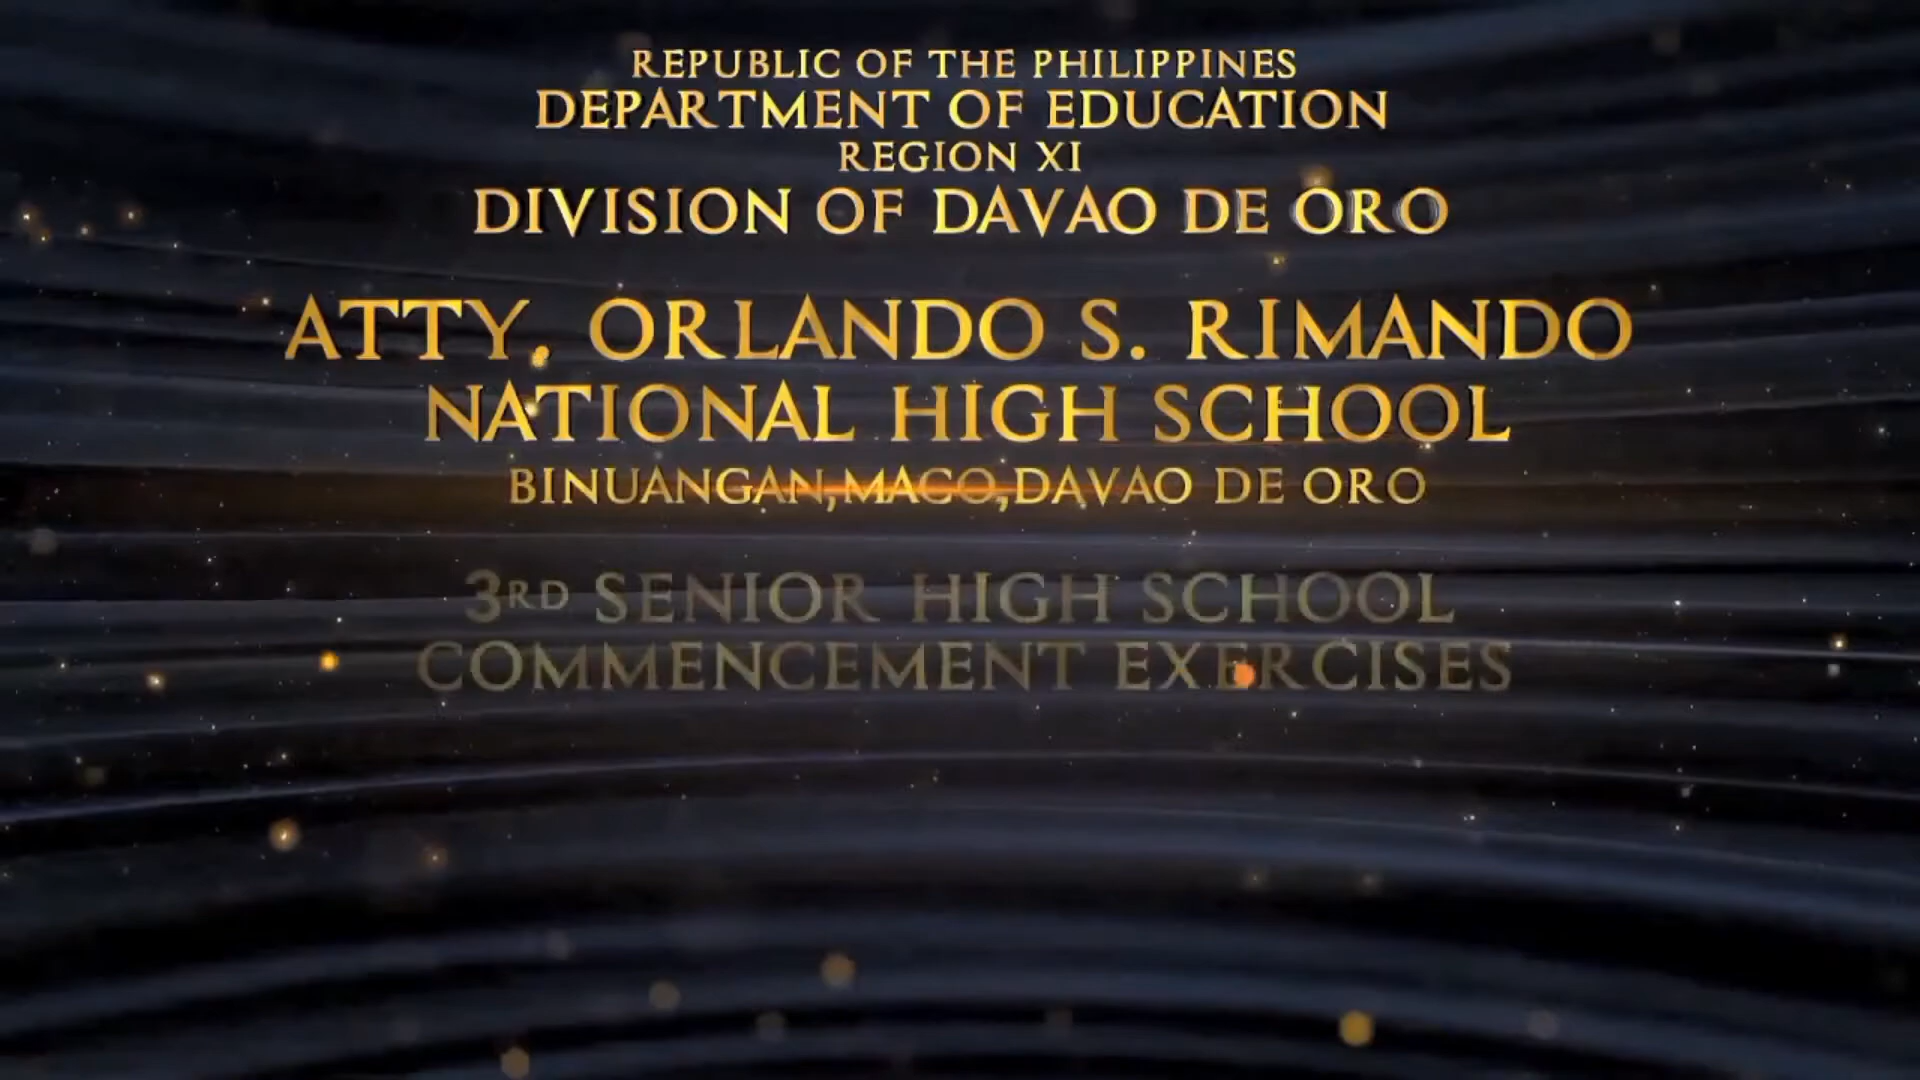 REPUBLIC OF THE PHILIPPINES
DEPARTMENT OF EDUCATION
REGION XI
DIVISION OF DAVAO DE ORO
ATTY. ORLANDO S. RIMANDO
NATIONAL HIGH SCHOOL
BINUANGAN,MACO,DAVAO DE ORO
3RD SENIOR HIGH SCHOOL
COMMENCEMENT EXERCISES